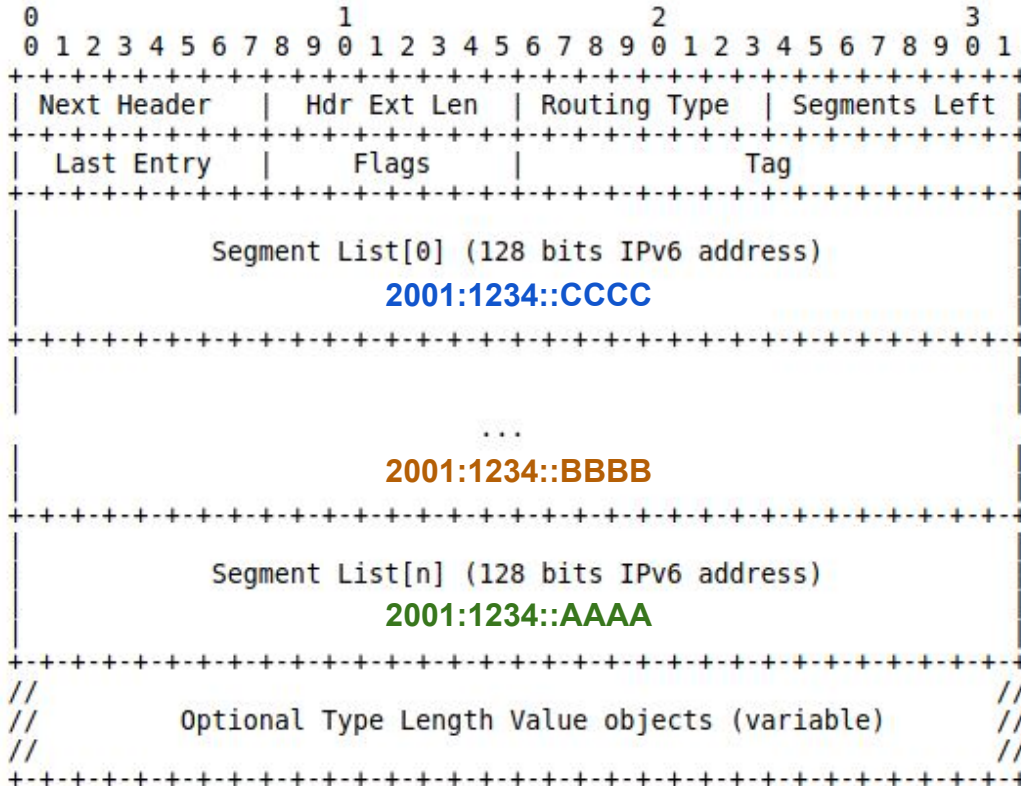 0                   1                   2                   3
0 1 2 3 4 5 6 7 8 9 0 1 2 3 4 5 6 7 8 9 0 1 2 3 4 5 6 7 8 9 0 1
+-+-+-+-+-+-+-+-+-+-+-+-+-+-+-+-+-+-+-+-+-+-+-+-+-+-+-+-+-+-+-+-+
| Next Header   |  Hdr Ext Len  | Routing Type  | Segments Left |
+-+-+-+-+-+-+-+-+-+-+-+-+-+-+-+-+-+-+-+-+-+-+-+-+-+-+-+-+-+-+-+-+
|  Last Entry   |     Flags     |              Tag              |
+-+-+-+-+-+-+-+-+-+-+-+-+-+-+-+-+-+-+-+-+-+-+-+-+-+-+-+-+-+-+-+-+
Segment List[0] (128 bits IPv6 address)
2001:1234::CCCC
+-+-+-+-+-+-+-+-+-+-+-+-+-+-+-+-+-+-+-+-+-+-+-+-+-+-+-+-+-+-+-+-+
...
2001:1234::BBBB
+-+-+-+-+-+-+-+-+-+-+-+-+-+-+-+-+-+-+-+-+-+-+-+-+-+-+-+-+-+-+-+-+
Segment List[n] (128 bits IPv6 address)
2001:1234::AAAA
+-+-+-+-+-+-+-+-+-+-+-+-+-+-+-+-+-+-+-+-+-+-+-+-+-+-+-+-+-+-+-+-+
//                                                             //
//         Optional Type Length Value objects (variable)       //
//                                                             //
+-+-+-+-+-+-+-+-+-+-+-+-+-+-+-+-+-+-+-+-+-+-+-+-+-+-+-+-+-+-+-+-+